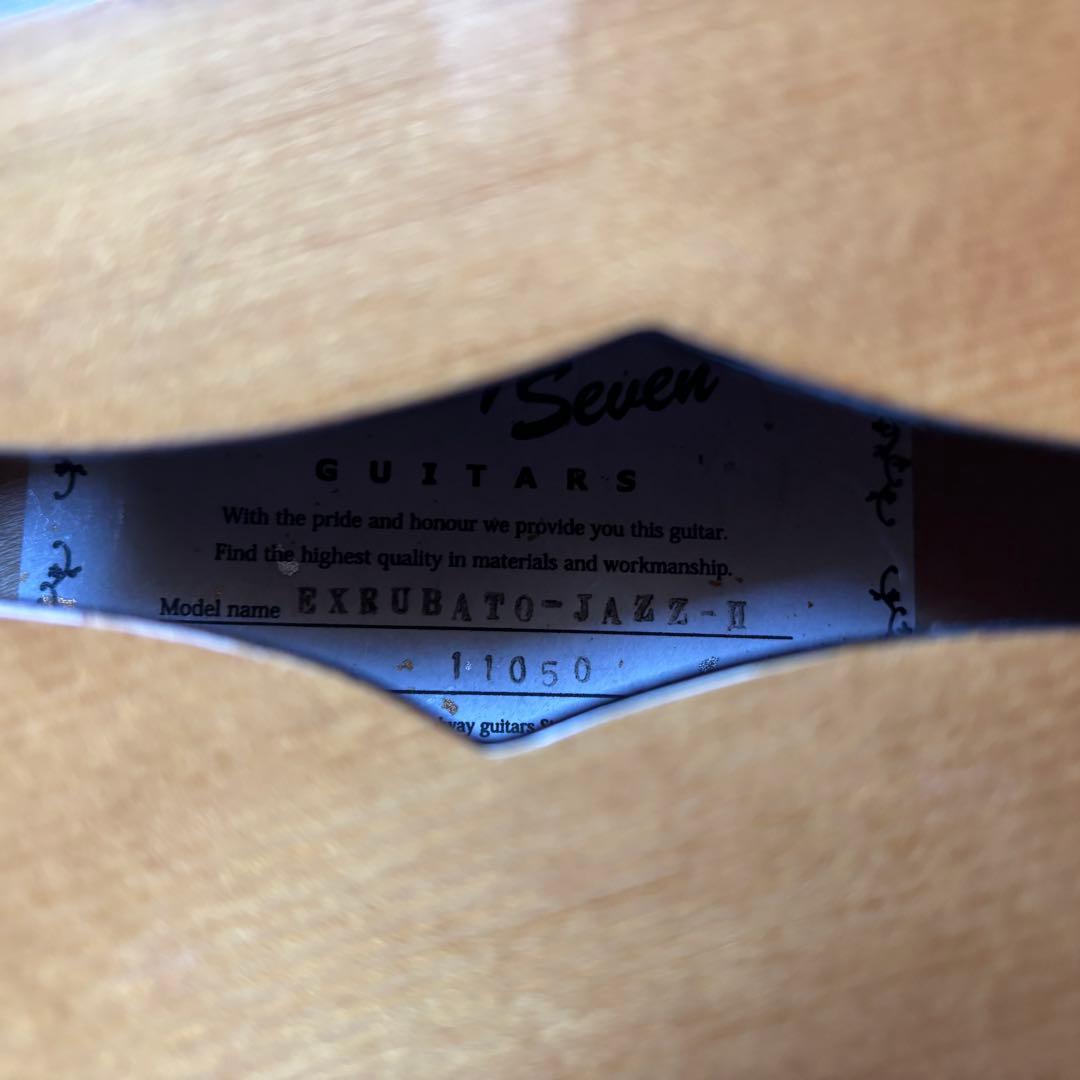 Seven
GUITARS
With the pride and honour we provide you this guitar.
Find the highest quality in materials and workmanship.
Model name EXRUBATO-JAZZ-II
11050
guitars